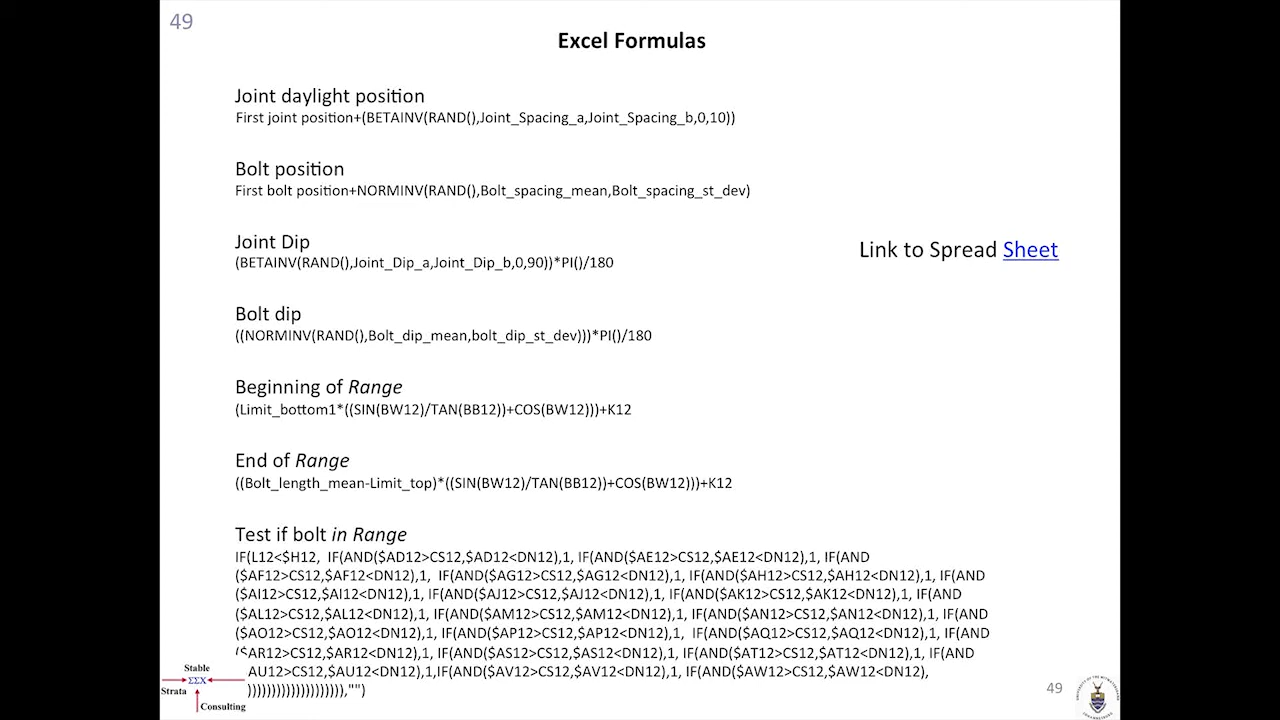 49
Excel Formulas
Joint daylight position
First joint position+(BETAINV(RAND(),Joint_Spacing_a,Joint_Spacing_b,0,10))
Bolt position
First bolt position+NORMINV(RAND(),Bolt_spacing_mean,Bolt_spacing_st_dev)
Joint Dip
(BETAINV(RAND(),Joint_Dip_a,Joint_Dip_b,0,90))*PI()/180
Link to Spread Sheet
Bolt dip
((NORMINV(RAND(),Bolt_dip_mean,bolt_dip_st_dev)))*PI()/180
Beginning of Range
(Limit_bottom1*((SIN(BW12)/TAN(BB12))+COS(BW12)))+K12
End of Range
((Bolt_length_mean-Limit_top)*((SIN(BW12)/TAN(BB12))+COS(BW12)))+K12
Test if bolt in Range
IF(L12<$H12, IF(AND($AD12>CS12,$AD12<DN12),1, IF(AND($AE12>CS12,$AE12<DN12),1, IF(AND
($AF12>CS12,$AF12<DN12),1, IF(AND($AG12>CS12,$AG12<DN12),1, IF(AND($AH12>CS12,$AH12<DN12),1, IF(AND
($AI12>CS12,$AI12<DN12),1, IF(AND($AJ12>CS12,$AJ12<DN12),1, IF(AND($AK12>CS12,$AK12<DN12),1, IF(AND
($AL12>CS12,$AL12<DN12),1, IF(AND($AM12>CS12,$AM12<DN12),1, IF(AND($AN12>CS12,$AN12<DN12),1, IF(AND
($AO12>CS12,$AO12<DN12),1, IF(AND($AP12>CS12,$AP12<DN12),1, IF(AND($AQ12>CS12,$AQ12<DN12),1, IF(AND
($AR12>CS12,$AR12<DN12),1, IF(AND($AS12>CS12,$AS12<DN12),1, IF(AND($AT12>CS12,$AT12<DN12),1, IF(AND
AU12>CS12,$AU12<DN12),1,IF(AND($AV12>CS12,$AV12<DN12),1, IF(AND($AW12>CS12,$AW12<DN12),
))))))))))))))))))))),"")
Stable
ΣΣX
Strata
Consulting
49